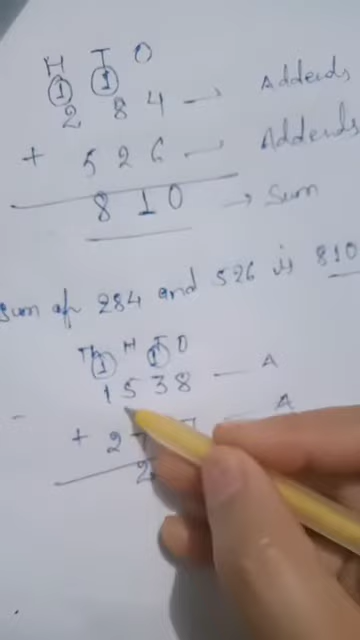 H T O
1 1
2 8 4 → Addends
+ 5 2 6 → Addends
8 1 0 → Sum
Sum of 284 and 526 is 810
Th H T O
1 1
1 5 3 8 — A
+ 2 — A
2